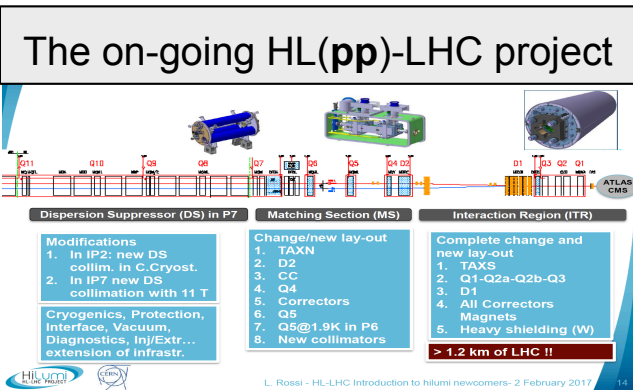 The on-going HL(pp)-LHC project
Q11
Q10
Q9
Q8
Q7
Q6
Q5
Q4 D2
D1
Q3 Q2 Q1
ATLAS
CMS
Dispersion Suppressor (DS) in P7
Modifications
1. In IP2: new DS
collim. in C.Cryost.
2. In IP7 new DS
collimation with 11 T
Cryogenics, Protection,
Interface, Vacuum,
Diagnostics, Inj/Extr…
extension of infrastr.
Matching Section (MS)
Change/new lay-out
1. TAXN
2. D2
3. CC
4. Q4
5. Correctors
6. Q5
7. Q5@1.9K in P6
8. New collimators
Interaction Region (ITR)
Complete change and
new lay-out
1. TAXS
2. Q1-Q2a-Q2b-Q3
3. D1
4. All Correctors
Magnets
5. Heavy shielding (W)
> 1.2 km of LHC !!
HiLumi
HL-LHC PROJECT
CERN
L. Rossi - HL-LHC Introduction to hilumi newcomers- 2 February 2017
14